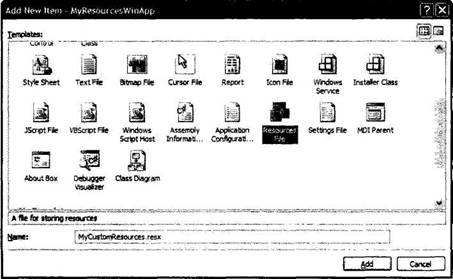 Add New Item - MyResourcesWinApp
Templates:
Control Class
Style Sheet Text File Bitmap File Cursor File Report Icon File Windows Service Installer Class
JScript File VBScript File Windows Script Host Assembly Informati... Application Configurati... Resources File Settings File MDI Parent
About Box Debugger Visualizer Class Diagram
A file for storing resources
Name: MyCustomResources.resx
Add Cancel